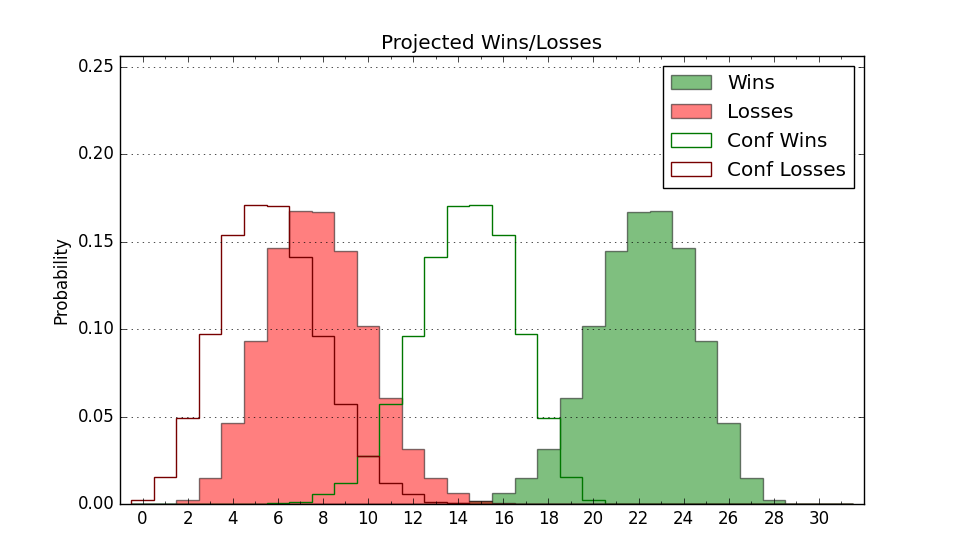 Projected Wins/Losses
0.25
0.20
0.15
0.10
0.05
0.00
Probability
Wins
Losses
Conf Wins
Conf Losses
0 2 4 6 8 10 12 14 16 18 20 22 24 26 28 30